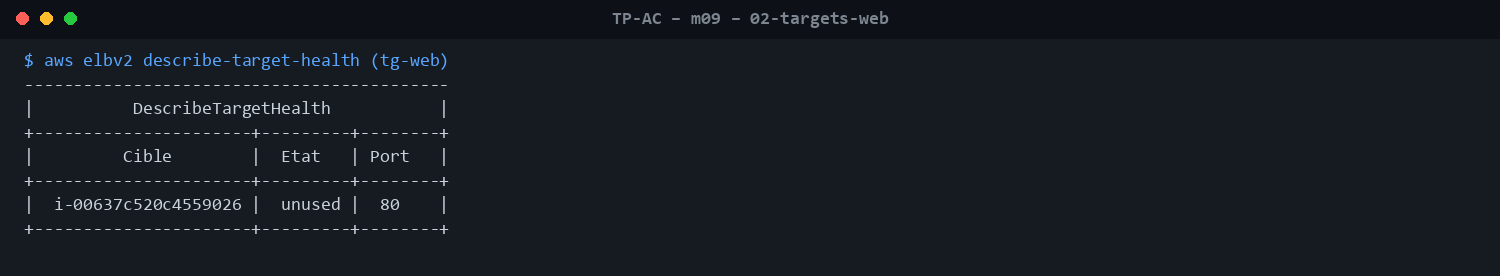 TP-AC – m09 – 02-targets-web
$ aws elbv2 describe-target-health (tg-web)
-------------------------------------------
|          DescribeTargetHealth           |
+----------------------+---------+--------+
|         Cible        |  Etat   | Port   |
+----------------------+---------+--------+
|  i-00637c520c4559026 |  unused |  80    |
+----------------------+---------+--------+